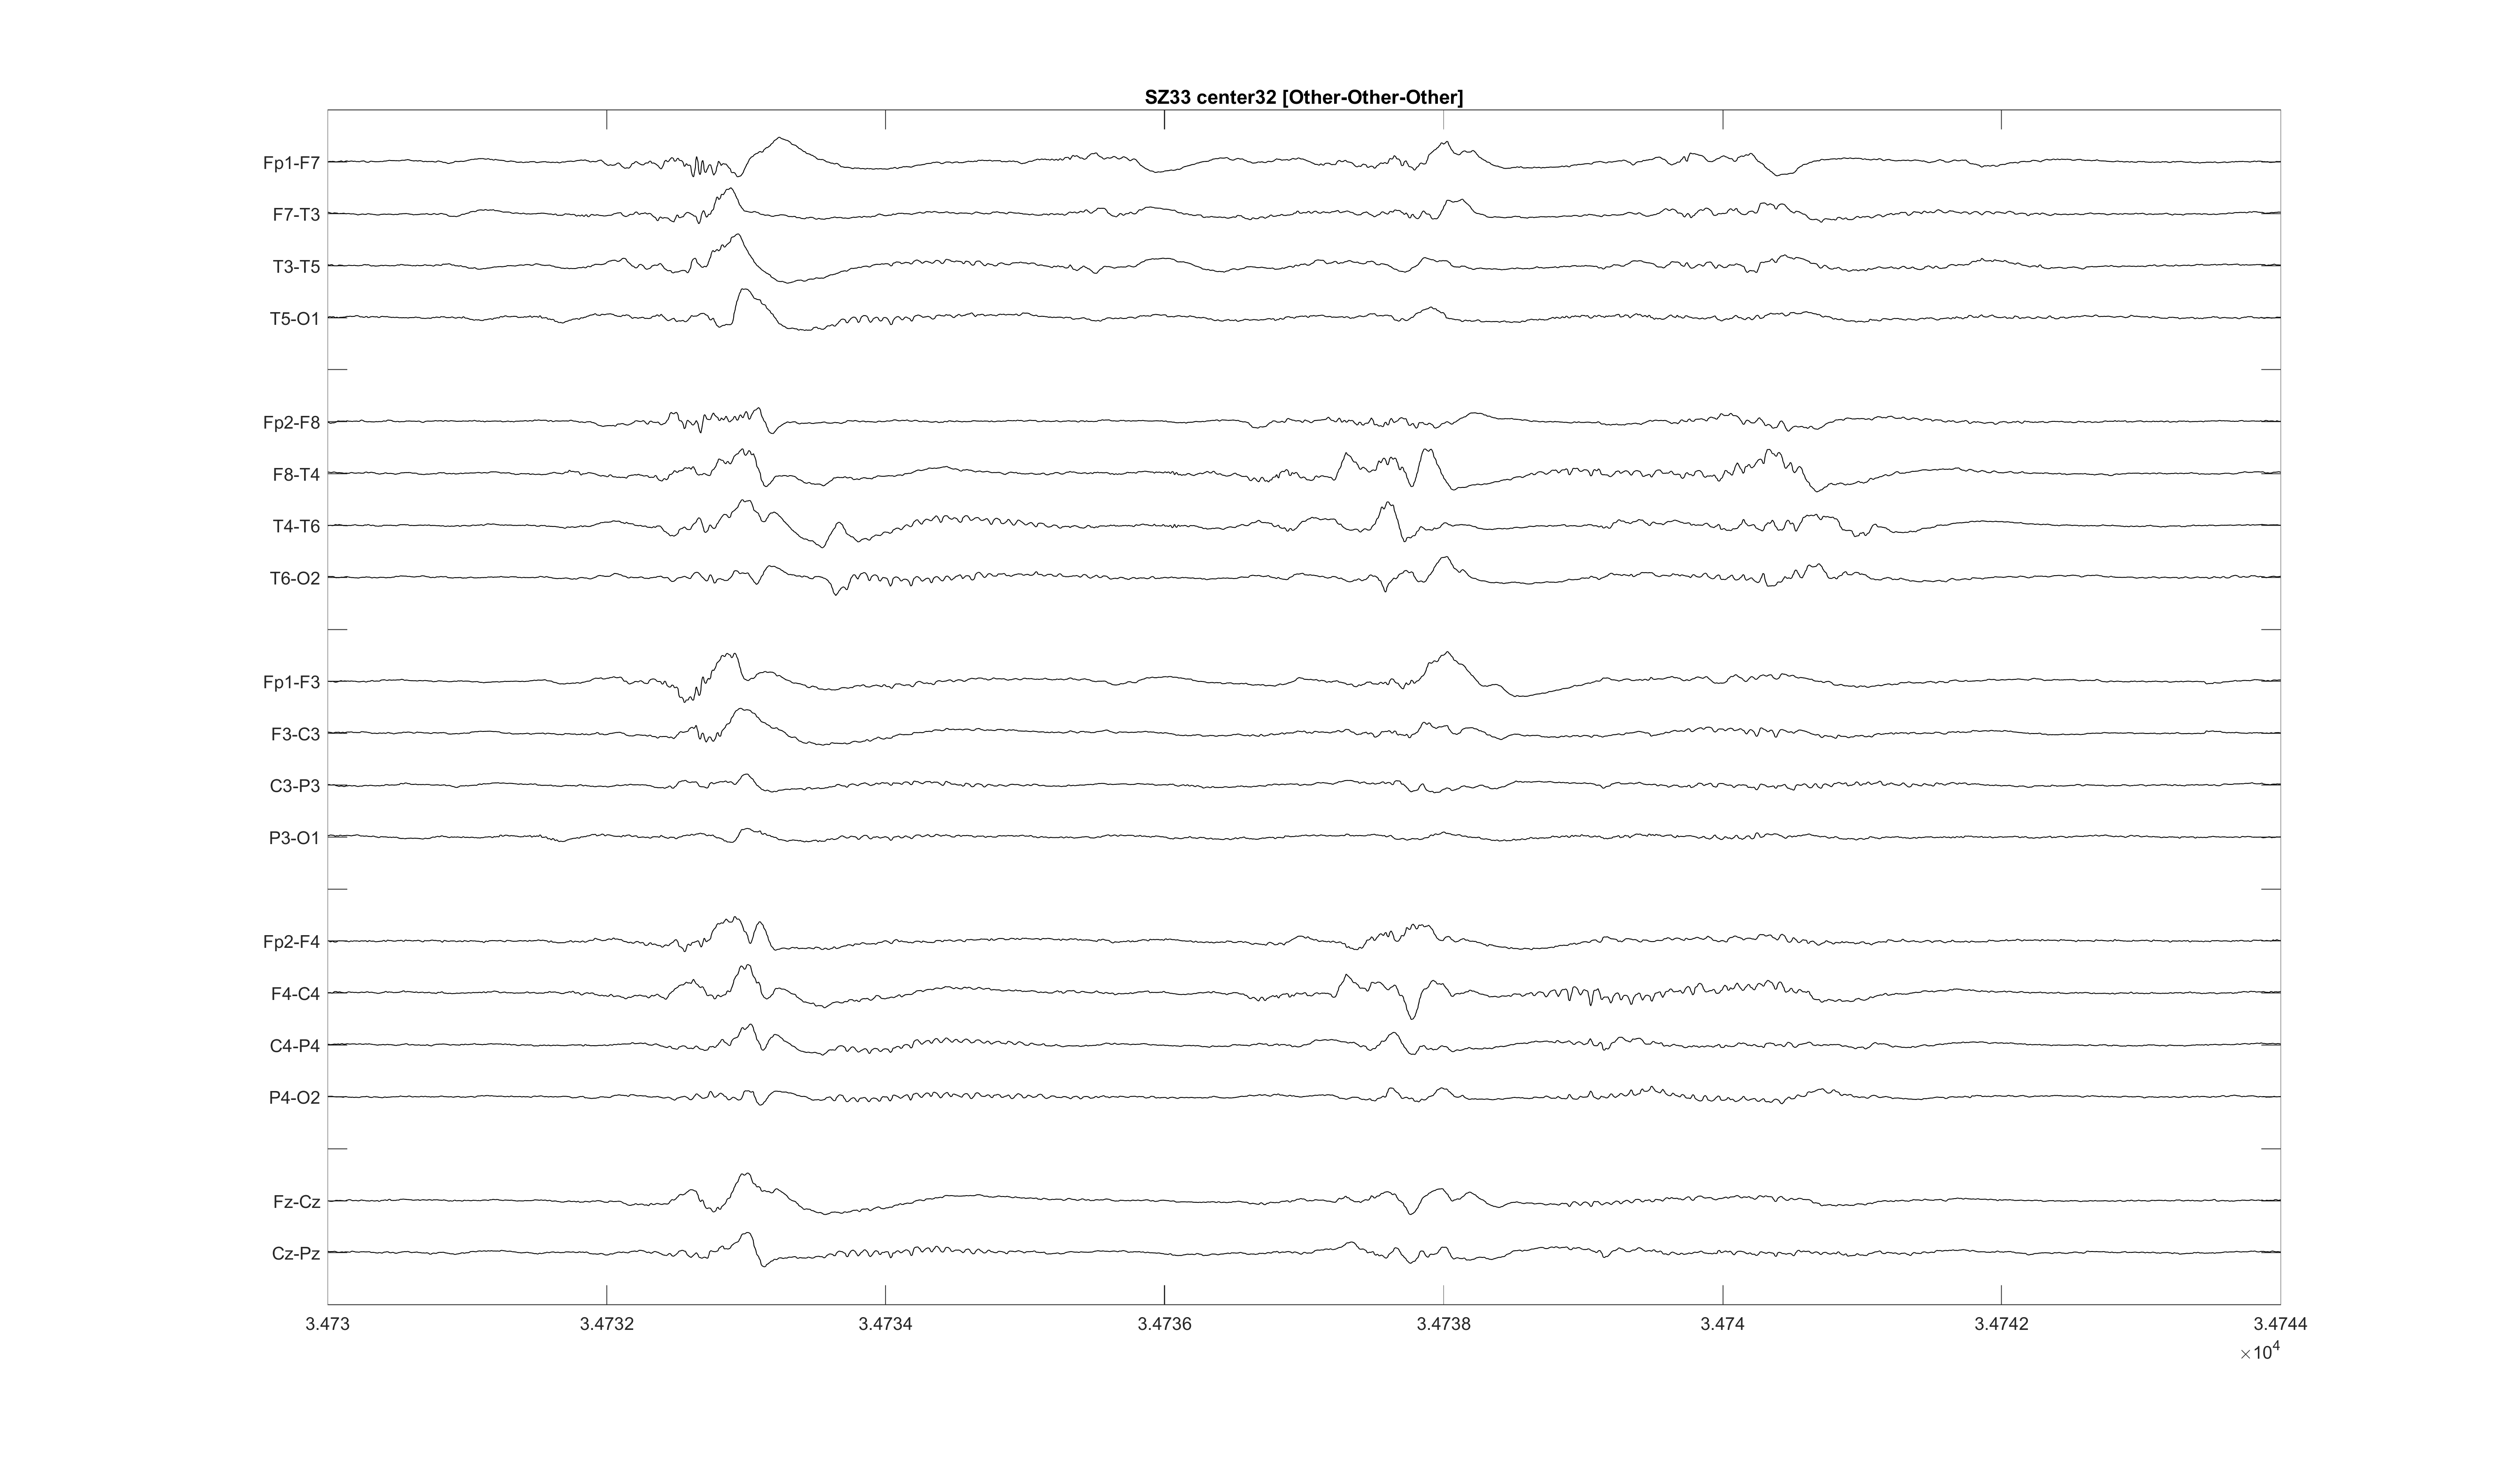 SZ33 center32 [Other-Other-Other]
Fp1-F7
F7-T3
T3-T5
T5-O1
Fp2-F8
F8-T4
T4-T6
T6-O2
Fp1-F3
F3-C3
C3-P3
P3-O1
Fp2-F4
F4-C4
C4-P4
P4-O2
Fz-Cz
Cz-Pz
3.473 3.4732 3.4734 3.4736 3.4738 3.474 3.4742 3.4744
×10^4